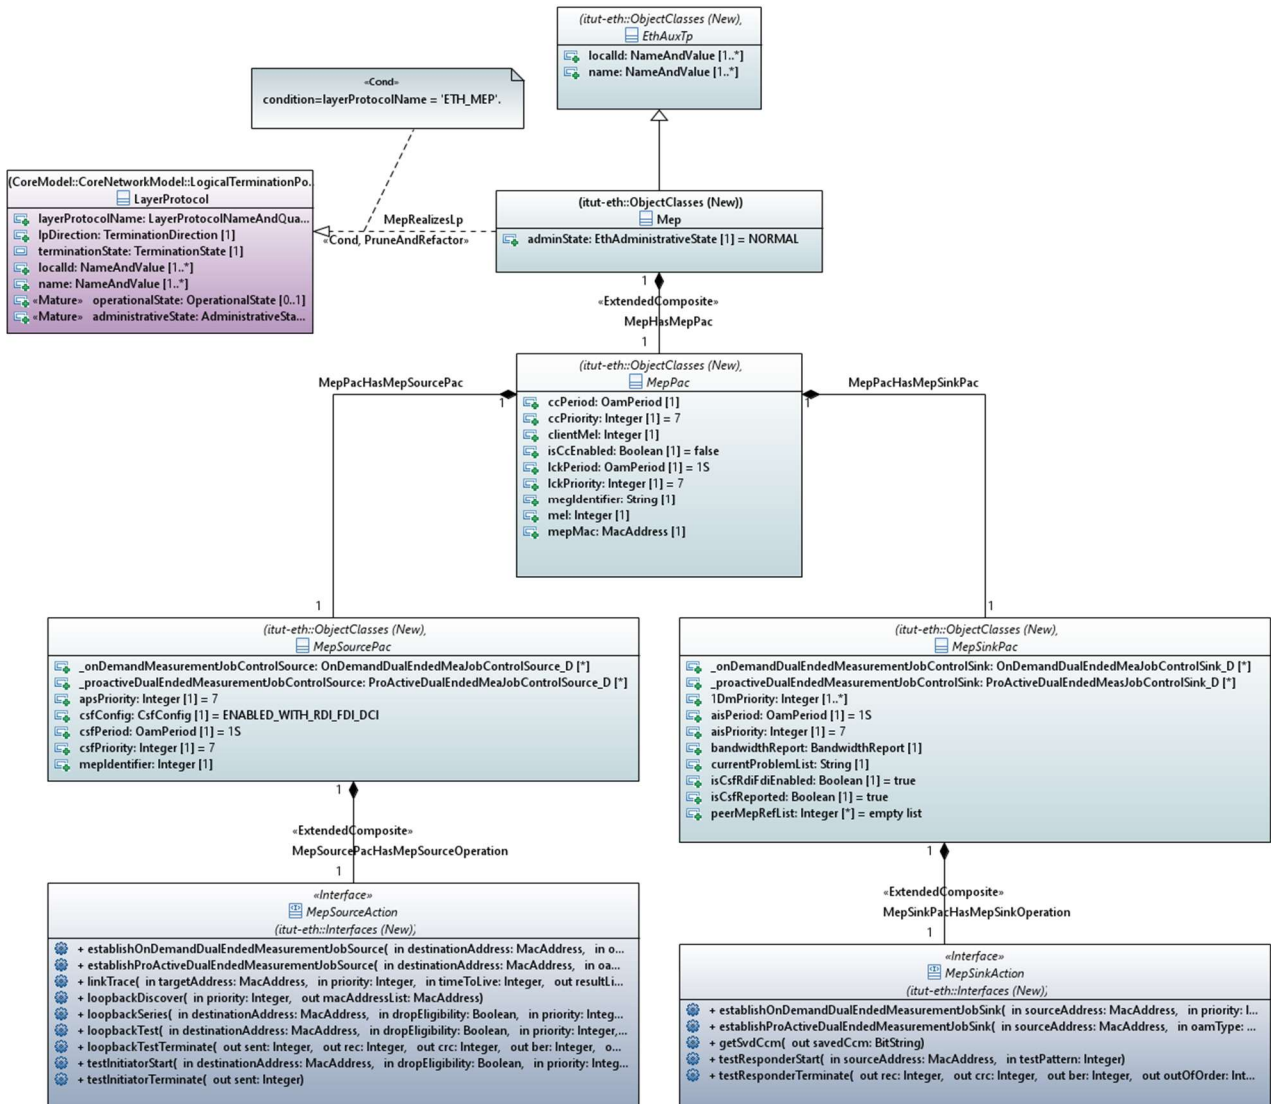 (itut-eth::ObjectClasses (New),
EthAuxTp
localId: NameAndValue [1..*]
name: NameAndValue [1..*]
«Cond»
condition=layerProtocolName = 'ETH_MEP'.
(CoreModel::CoreNetworkModel::LogicalTerminationPo..
LayerProtocol
layerProtocolName: LayerProtocolNameAndQua...
lpDirection: TerminationDirection [1]
terminationState: TerminationState [1]
localId: NameAndValue [1..*]
name: NameAndValue [1..*]
«Mature» operationalState: OperationalState [0..1]
«Mature» administrativeState: AdministrativeSta...
MepRealizesLp
«Cond, PruneAndRefactor»
(itut-eth::ObjectClasses (New))
Mep
adminState: EthAdministrativeState [1] = NORMAL
1
«ExtendedComposite»
MepHasMepPac
1
(itut-eth::ObjectClasses (New),
MepPac
ccPeriod: OamPeriod [1]
ccPriority: Integer [1] = 7
clientMel: Integer [1]
isCcEnabled: Boolean [1] = false
lckPeriod: OamPeriod [1] = 1S
lckPriority: Integer [1] = 7
megIdentifier: String [1]
mel: Integer [1]
mepMac: MacAddress [1]
MepPacHasMepSourcePac
1
1
MepPacHasMepSinkPac
1
1
(itut-eth::ObjectClasses (New),
MepSourcePac
_onDemandMeasurementJobControlSource: OnDemandDualEndedMeaJobControlSource_D [*]
_proactiveDualEndedMeasurementJobControlSource: ProActiveDualEndedMeaJobControlSource_D [*]
apsPriority: Integer [1] = 7
csfConfig: CsfConfig [1] = ENABLED_WITH_RDI_FDI_DCI
csfPeriod: OamPeriod [1] = 1S
csfPriority: Integer [1] = 7
mepIdentifier: Integer [1]
1
«ExtendedComposite»
MepSourcePacHasMepSourceOperation
1
«Interface»
MepSourceAction
(itut-eth::Interfaces (New),
+ establishOnDemandDualEndedMeasurementJobSource( in destinationAddress: MacAddress, in o...
+ establishProActiveDualEndedMeasurementJobSource( in destinationAddress: MacAddress, in oa...
+ linkTrace( in targetAddress: MacAddress, in priority: Integer, in timeToLive: Integer, out resultLi...
+ loopbackDiscover( in priority: Integer, out macAddressList: MacAddress)
+ loopbackSeries( in destinationAddress: MacAddress, in dropEligibility: Boolean, in priority: Integ...
+ loopbackTest( in destinationAddress: MacAddress, in dropEligibility: Boolean, in priority: Integer,...
+ loopbackTestTerminate( out sent: Integer, out rec: Integer, out crc: Integer, out ber: Integer, o...
+ testInitiatorStart( in destinationAddress: MacAddress, in dropEligibility: Boolean, in priority: Integ...
+ testInitiatorTerminate( out sent: Integer)
(itut-eth::ObjectClasses (New),
MepSinkPac
_onDemandDualEndedMeasurementJobControlSink: OnDemandDualEndedMeaJobControlSink_D [*]
_proactiveDualEndedMeasurementJobControlSink: ProActiveDualEndedMeasJobControlSink_D [*]
1DmPriority: Integer [1..*]
aisPeriod: OamPeriod [1] = 1S
aisPriority: Integer [1] = 7
bandwidthReport: BandwidthReport [1]
currentProblemList: String [1]
isCsfRdiFdiEnabled: Boolean [1] = true
isCsfReported: Boolean [1] = true
peerMepRefList: Integer [*] = empty list
1
«ExtendedComposite»
MepSinkPacHasMepSinkOperation
1
«Interface»
MepSinkAction
(itut-eth::Interfaces (New),
+ establishOnDemandDualEndedMeasurementJobSink( in sourceAddress: MacAddress, in priority: I...
+ establishProActiveDualEndedMeasurementJobSink( in sourceAddress: MacAddress, in oamType: ...
+ getSvdCcm( out savedCcm: BitString)
+ testResponderStart( in sourceAddress: MacAddress, in testPattern: Integer)
+ testResponderTerminate( out rec: Integer, out crc: Integer, out ber: Integer, out outOfOrder: Int...